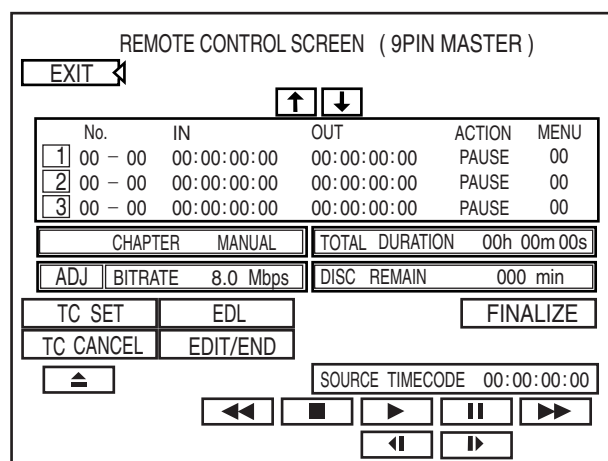 REMOTE CONTROL SCREEN ( 9PIN MASTER )
EXIT
No. IN OUT ACTION MENU
1 00 – 00 00:00:00:00 00:00:00:00 PAUSE 00
2 00 – 00 00:00:00:00 00:00:00:00 PAUSE 00
3 00 – 00 00:00:00:00 00:00:00:00 PAUSE 00
CHAPTER MANUAL TOTAL DURATION 00h 00m 00s
ADJ BITRATE 8.0 Mbps DISC REMAIN 000 min
TC SET EDL FINALIZE
TC CANCEL EDIT/END
SOURCE TIMECODE 00:00:00:00